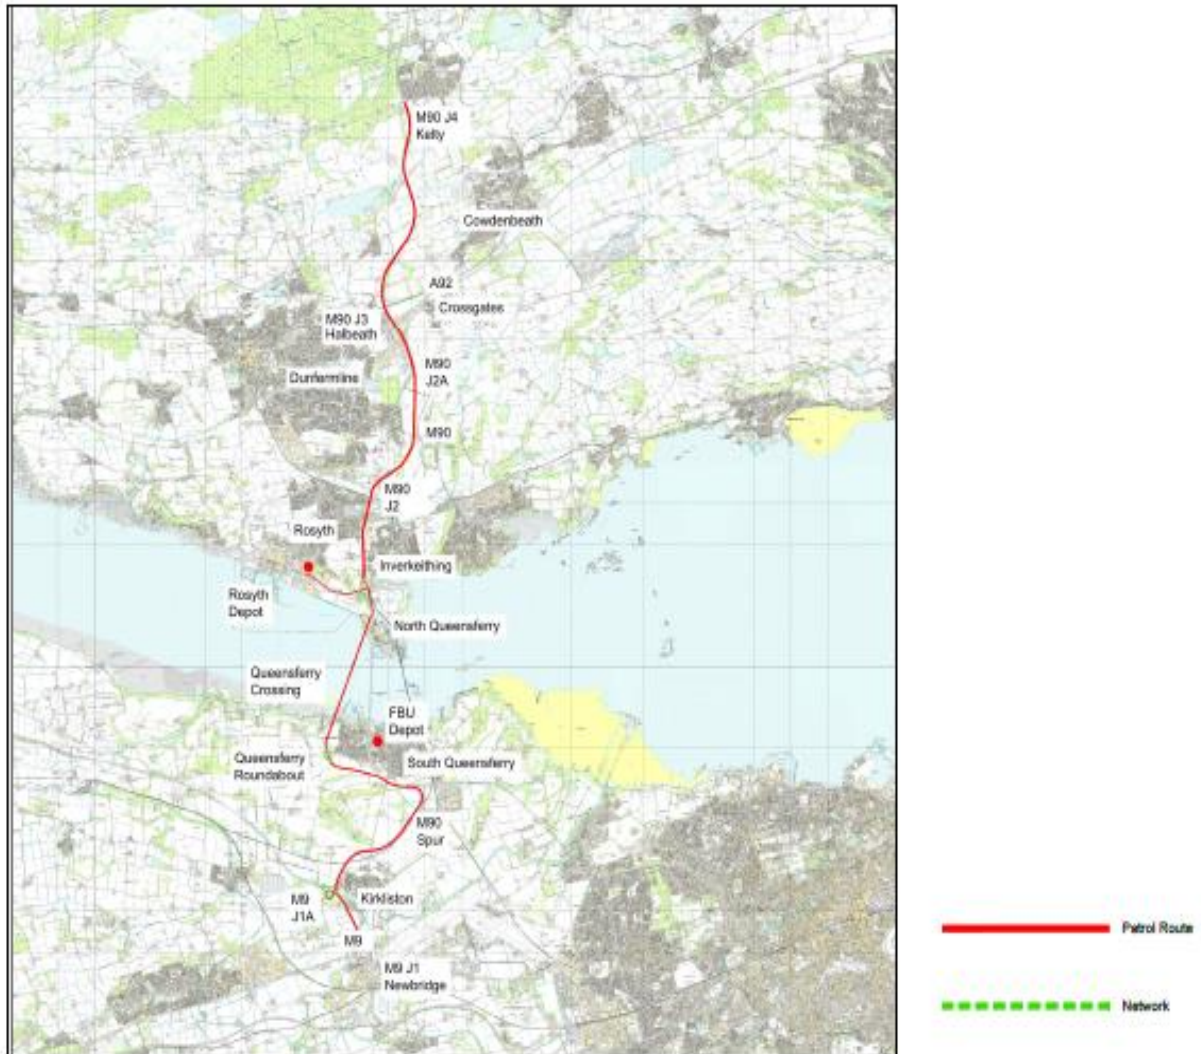 M90 J4
Kelty
Cowdenbeath
A92
Crossgates
M90 J3
Halbeath
M90
J2A
Dunfermline
M90
M90
J2
Rosyth
Inverkeithing
Rosyth
Depot
North Queensferry
Queensferry
Crossing
FBU
Depot
Queensferry
Roundabout
South Queensferry
M90
Spur
M9
J1A
Kirkliston
M9
M9 J1
Newbridge
Patrol Route
Network